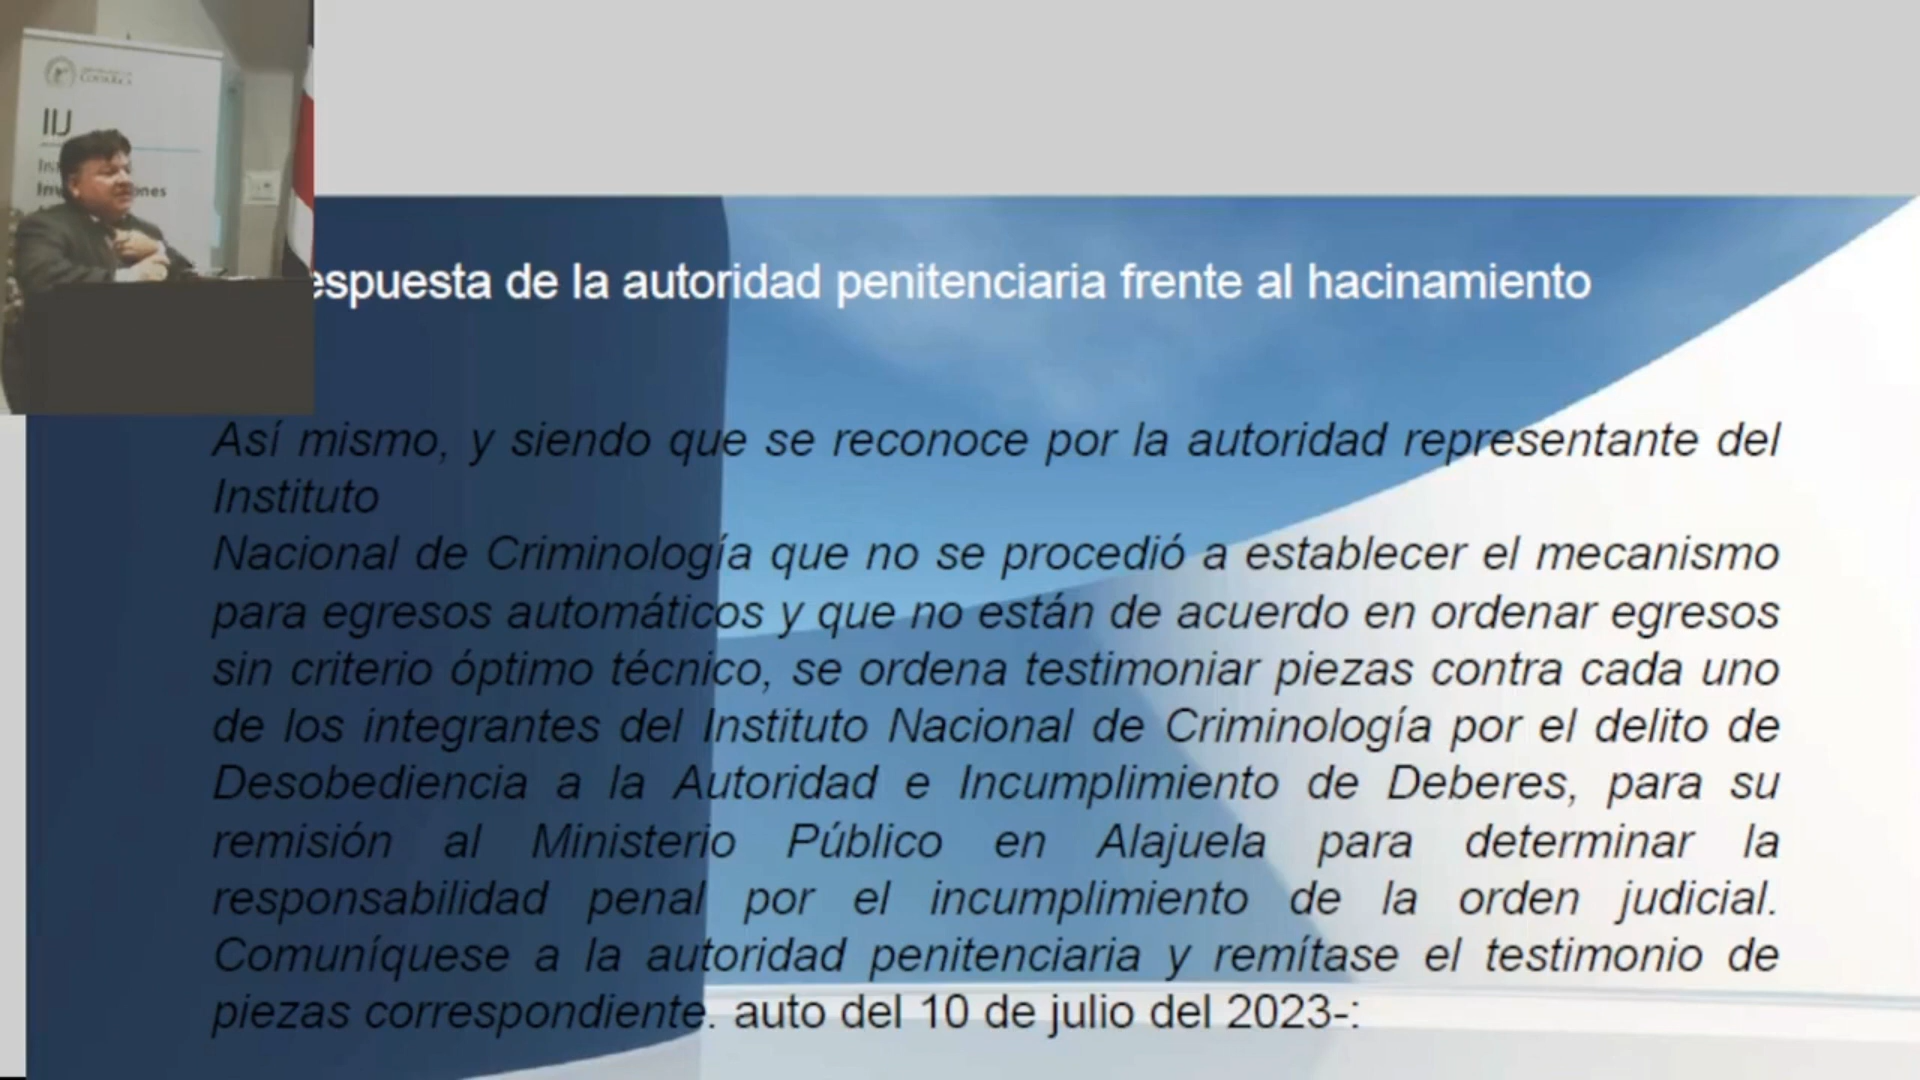 IIJ
espuesta de la autoridad penitenciaria frente al hacinamiento
Así mismo, y siendo que se reconoce por la autoridad representante del
Instituto
Nacional de Criminología que no se procedió a establecer el mecanismo
para egresos automáticos y que no están de acuerdo en ordenar egresos
sin criterio óptimo técnico, se ordena testimoniar piezas contra cada uno
de los integrantes del Instituto Nacional de Criminología por el delito de
Desobediencia a la Autoridad e Incumplimiento de Deberes, para su
remisión al Ministerio Público en Alajuela para determinar la
responsabilidad penal por el incumplimiento de la orden judicial.
Comuníquese a la autoridad penitenciaria y remítase el testimonio de
piezas correspondiente. auto del 10 de julio del 2023-: